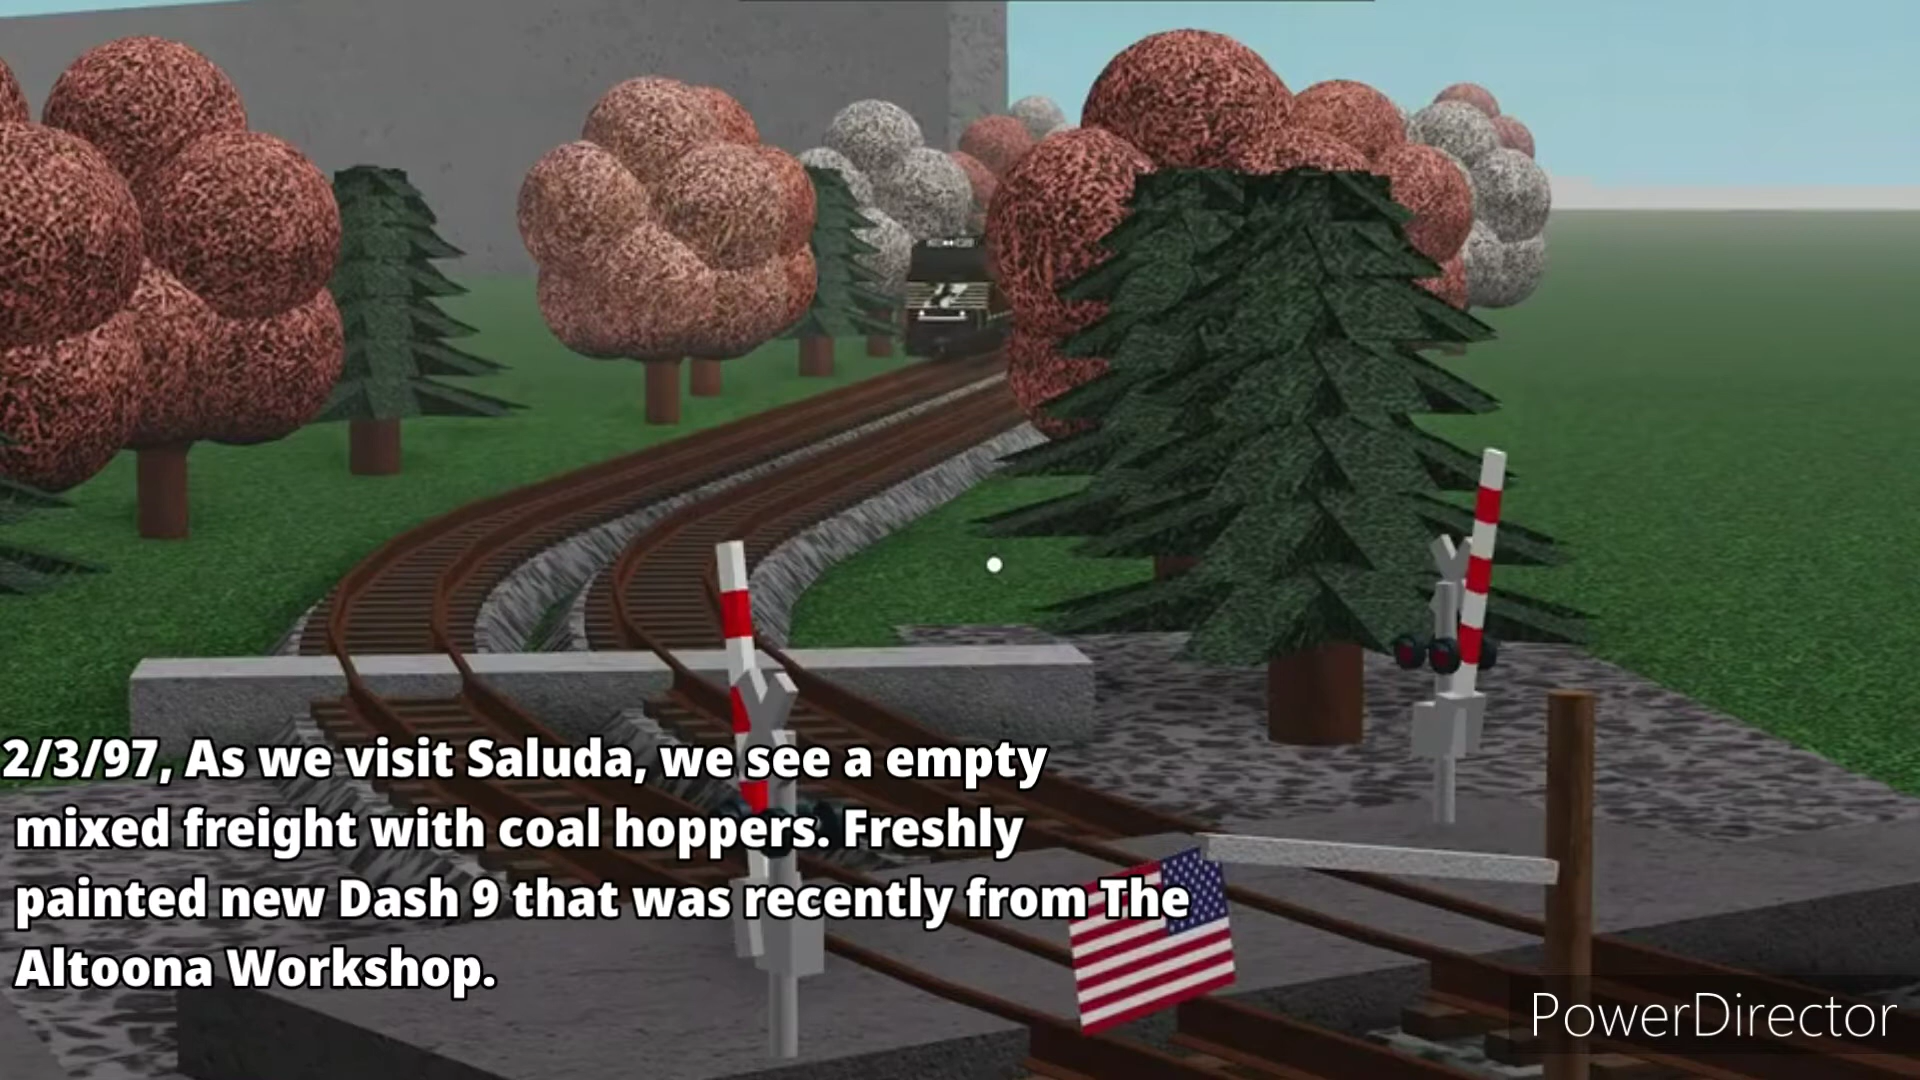 2/3/97, As we visit Saluda, we see a empty
mixed freight with coal hoppers. Freshly
painted new Dash 9 that was recently from The
Altoona Workshop.
PowerDirector